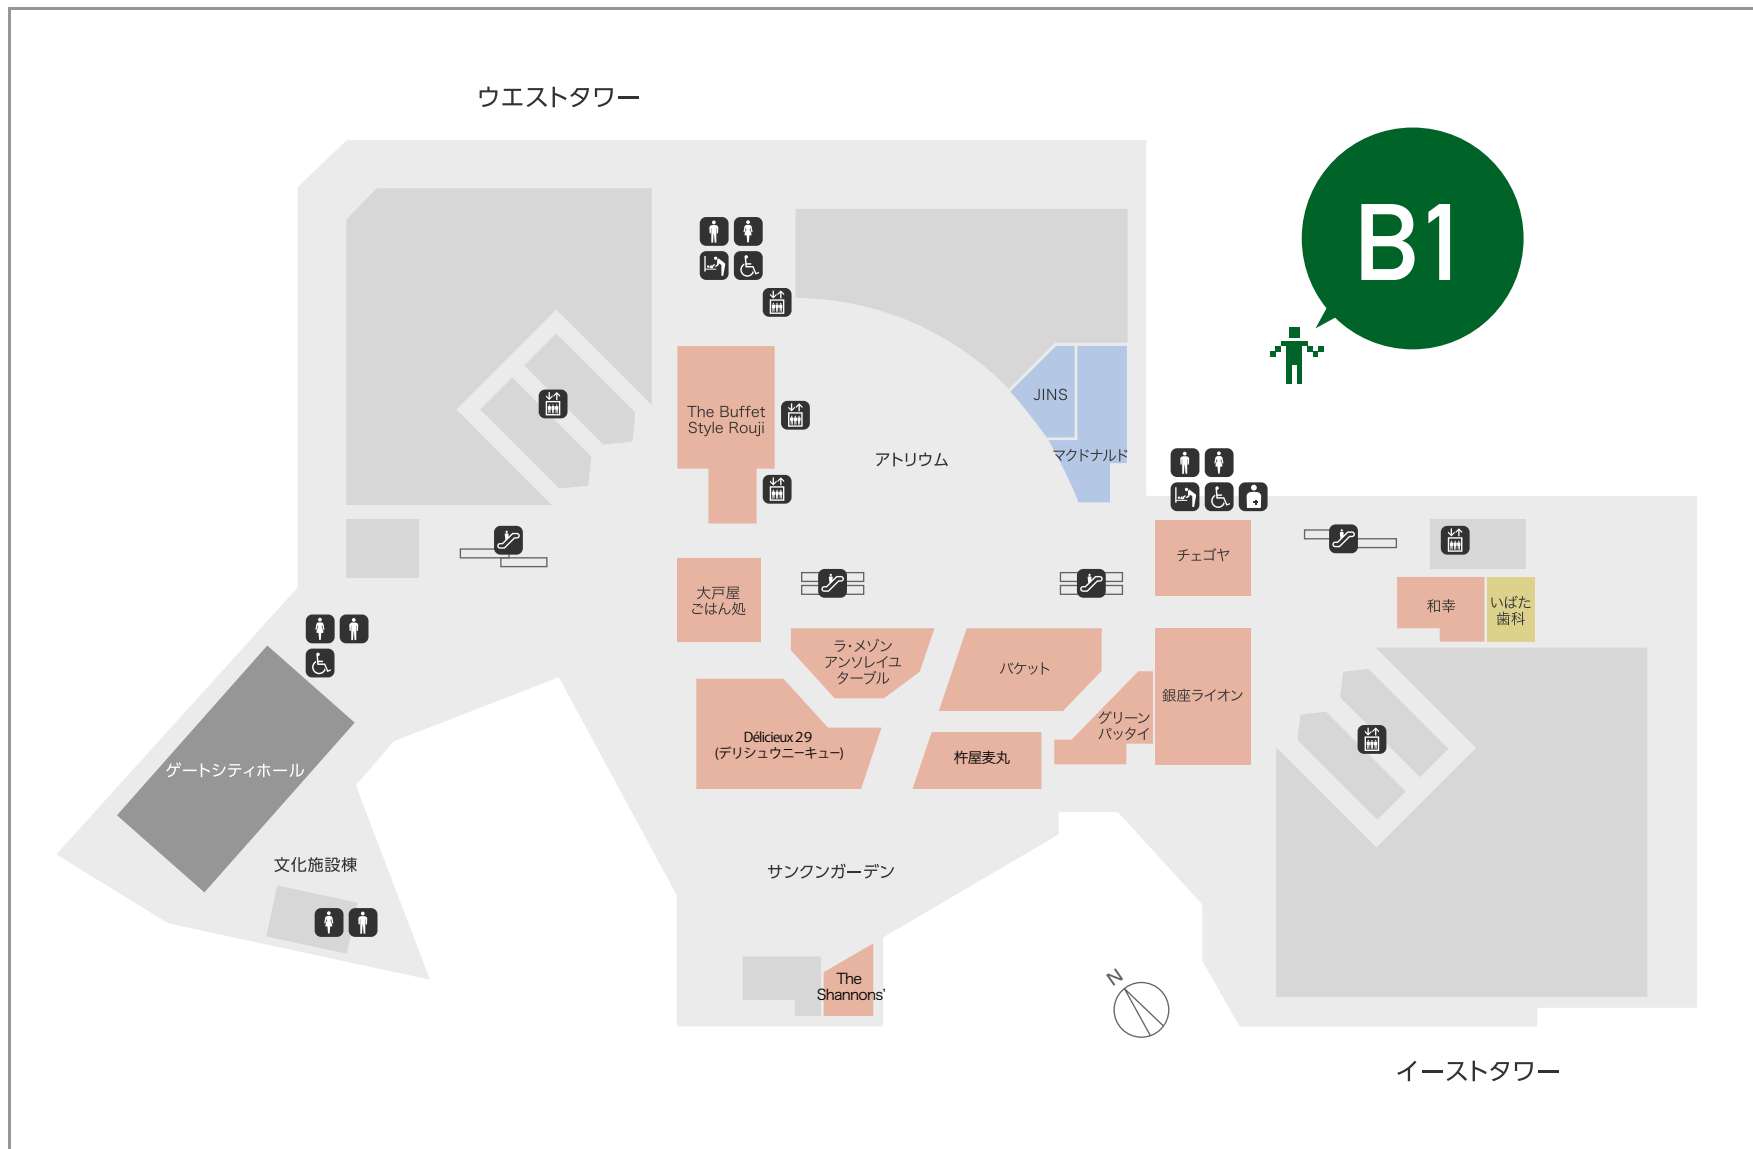 ウエストタワー
B1
JINS
The Buffet
Style Rouji
マクドナルド
アトリウム
チェゴヤ
大戸屋
ごはん処
和幸
いばた
歯科
ラ・メゾン
アンソレイユ
ターブル
バケット
銀座ライオン
グリーン
パッタイ
Délicieux 29
(デリシュウニーキュー)
杵屋麦丸
ゲートシティホール
文化施設棟
サンクンガーデン
The
Shannons'
N
イーストタワー